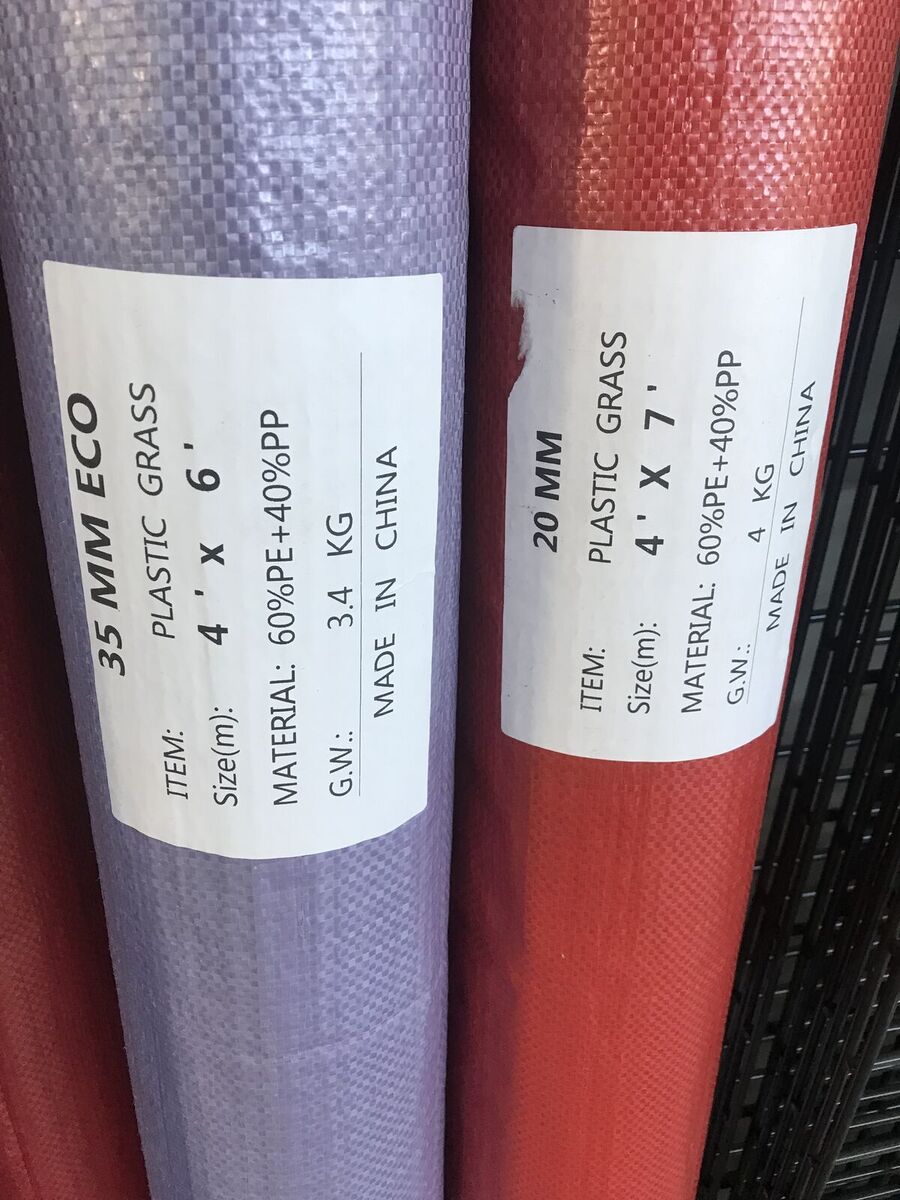 35 MM ECO
ITEM: PLASTIC GRASS
Size(m): 4 ' x 6 '
MATERIAL: 60%PE+40%PP
G.W.: 3.4 KG
MADE IN CHINA
20 MM
ITEM: PLASTIC GRASS
Size(m): 4 ' X 7 '
MATERIAL: 60%PE+40%PP
G.W.: 4 KG
MADE IN CHINA